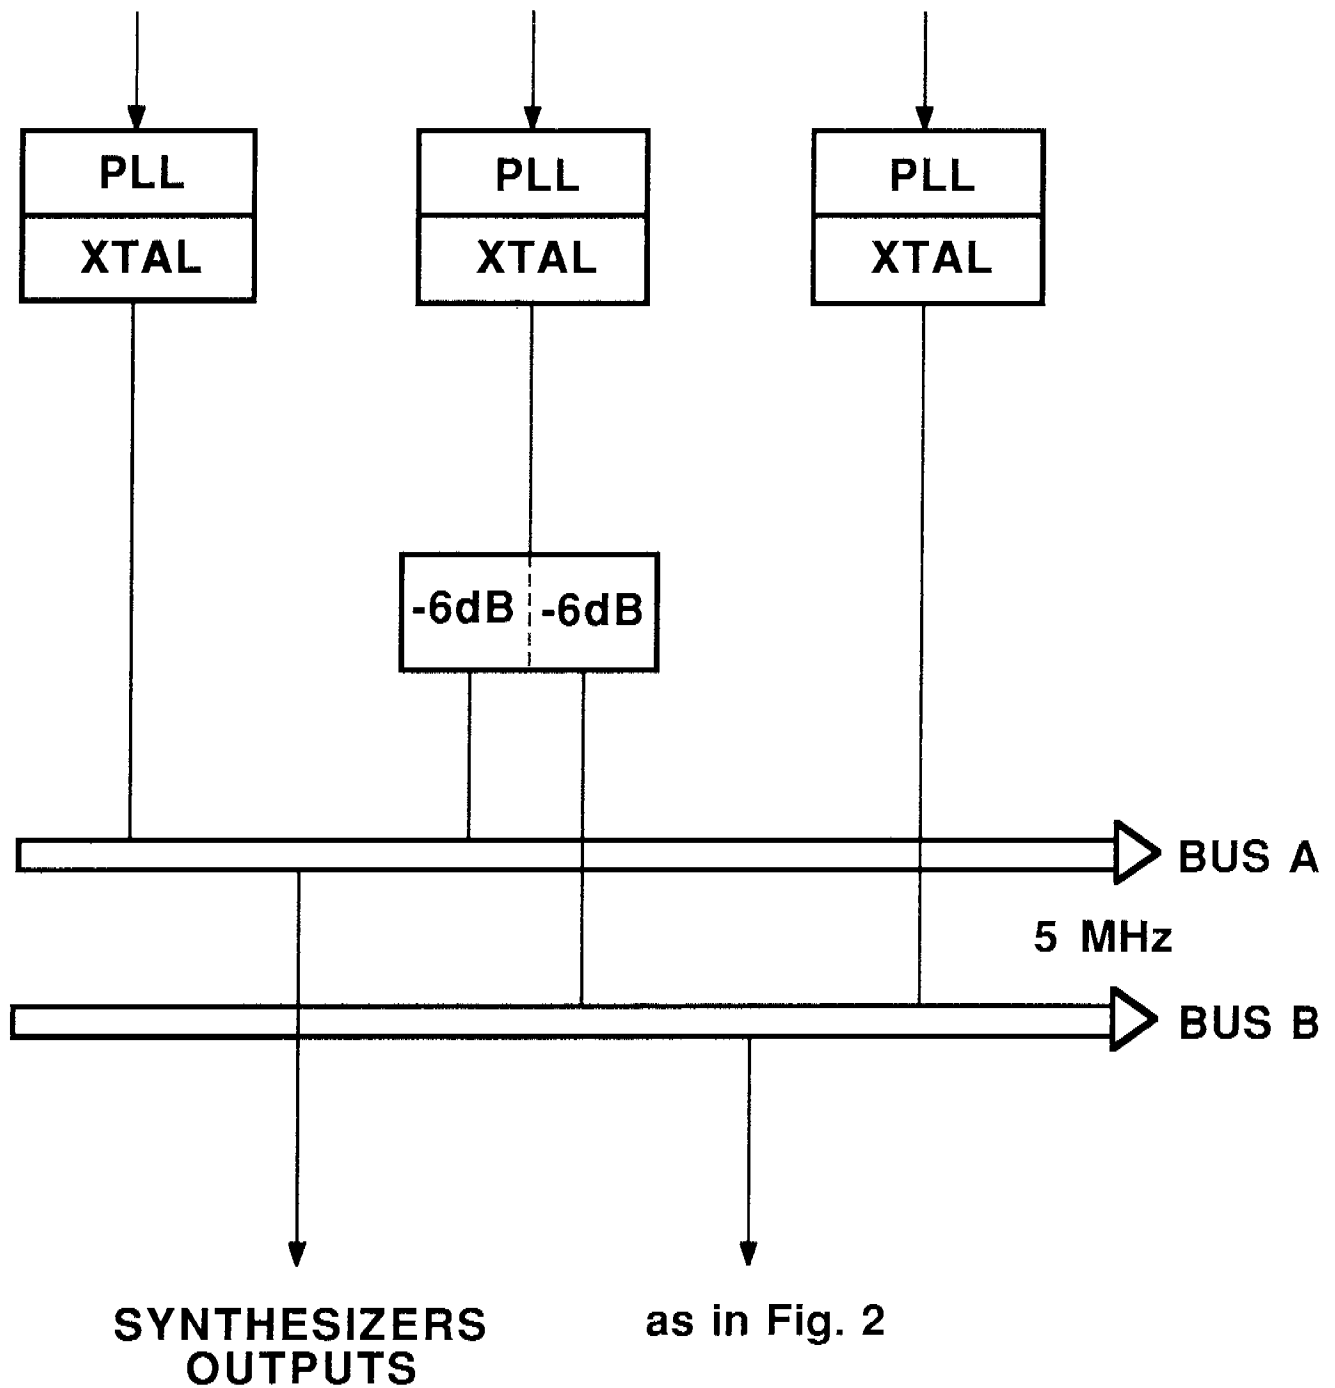 PLL PLL PLL
XTAL XTAL XTAL
-6dB -6dB
BUS A
5 MHz
BUS B
SYNTHESIZERS
OUTPUTS
as in Fig. 2